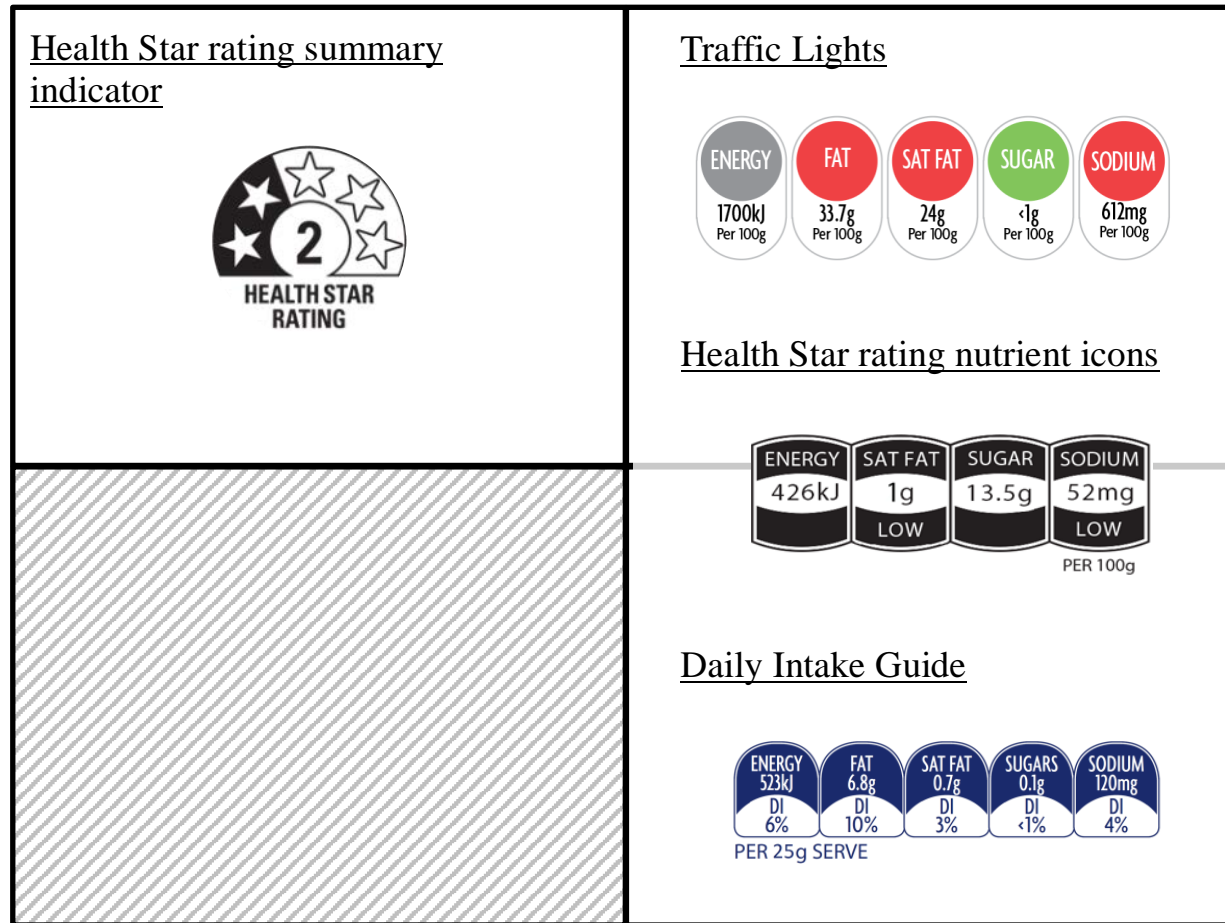 Health Star rating summary
indicator
2
HEALTH STAR
RATING
Traffic Lights
ENERGY FAT SAT FAT SUGAR SODIUM
1700kJ 33.7g 24g <1g 612mg
Per 100g Per 100g Per 100g Per 100g Per 100g
Health Star rating nutrient icons
ENERGY SAT FAT SUGAR SODIUM
426kJ 1g 13.5g 52mg
LOW LOW
PER 100g
Daily Intake Guide
ENERGY FAT SAT FAT SUGARS SODIUM
523kJ 6.8g 0.7g 0.1g 120mg
DI DI DI DI DI
6% 10% 3% <1% 4%
PER 25g SERVE